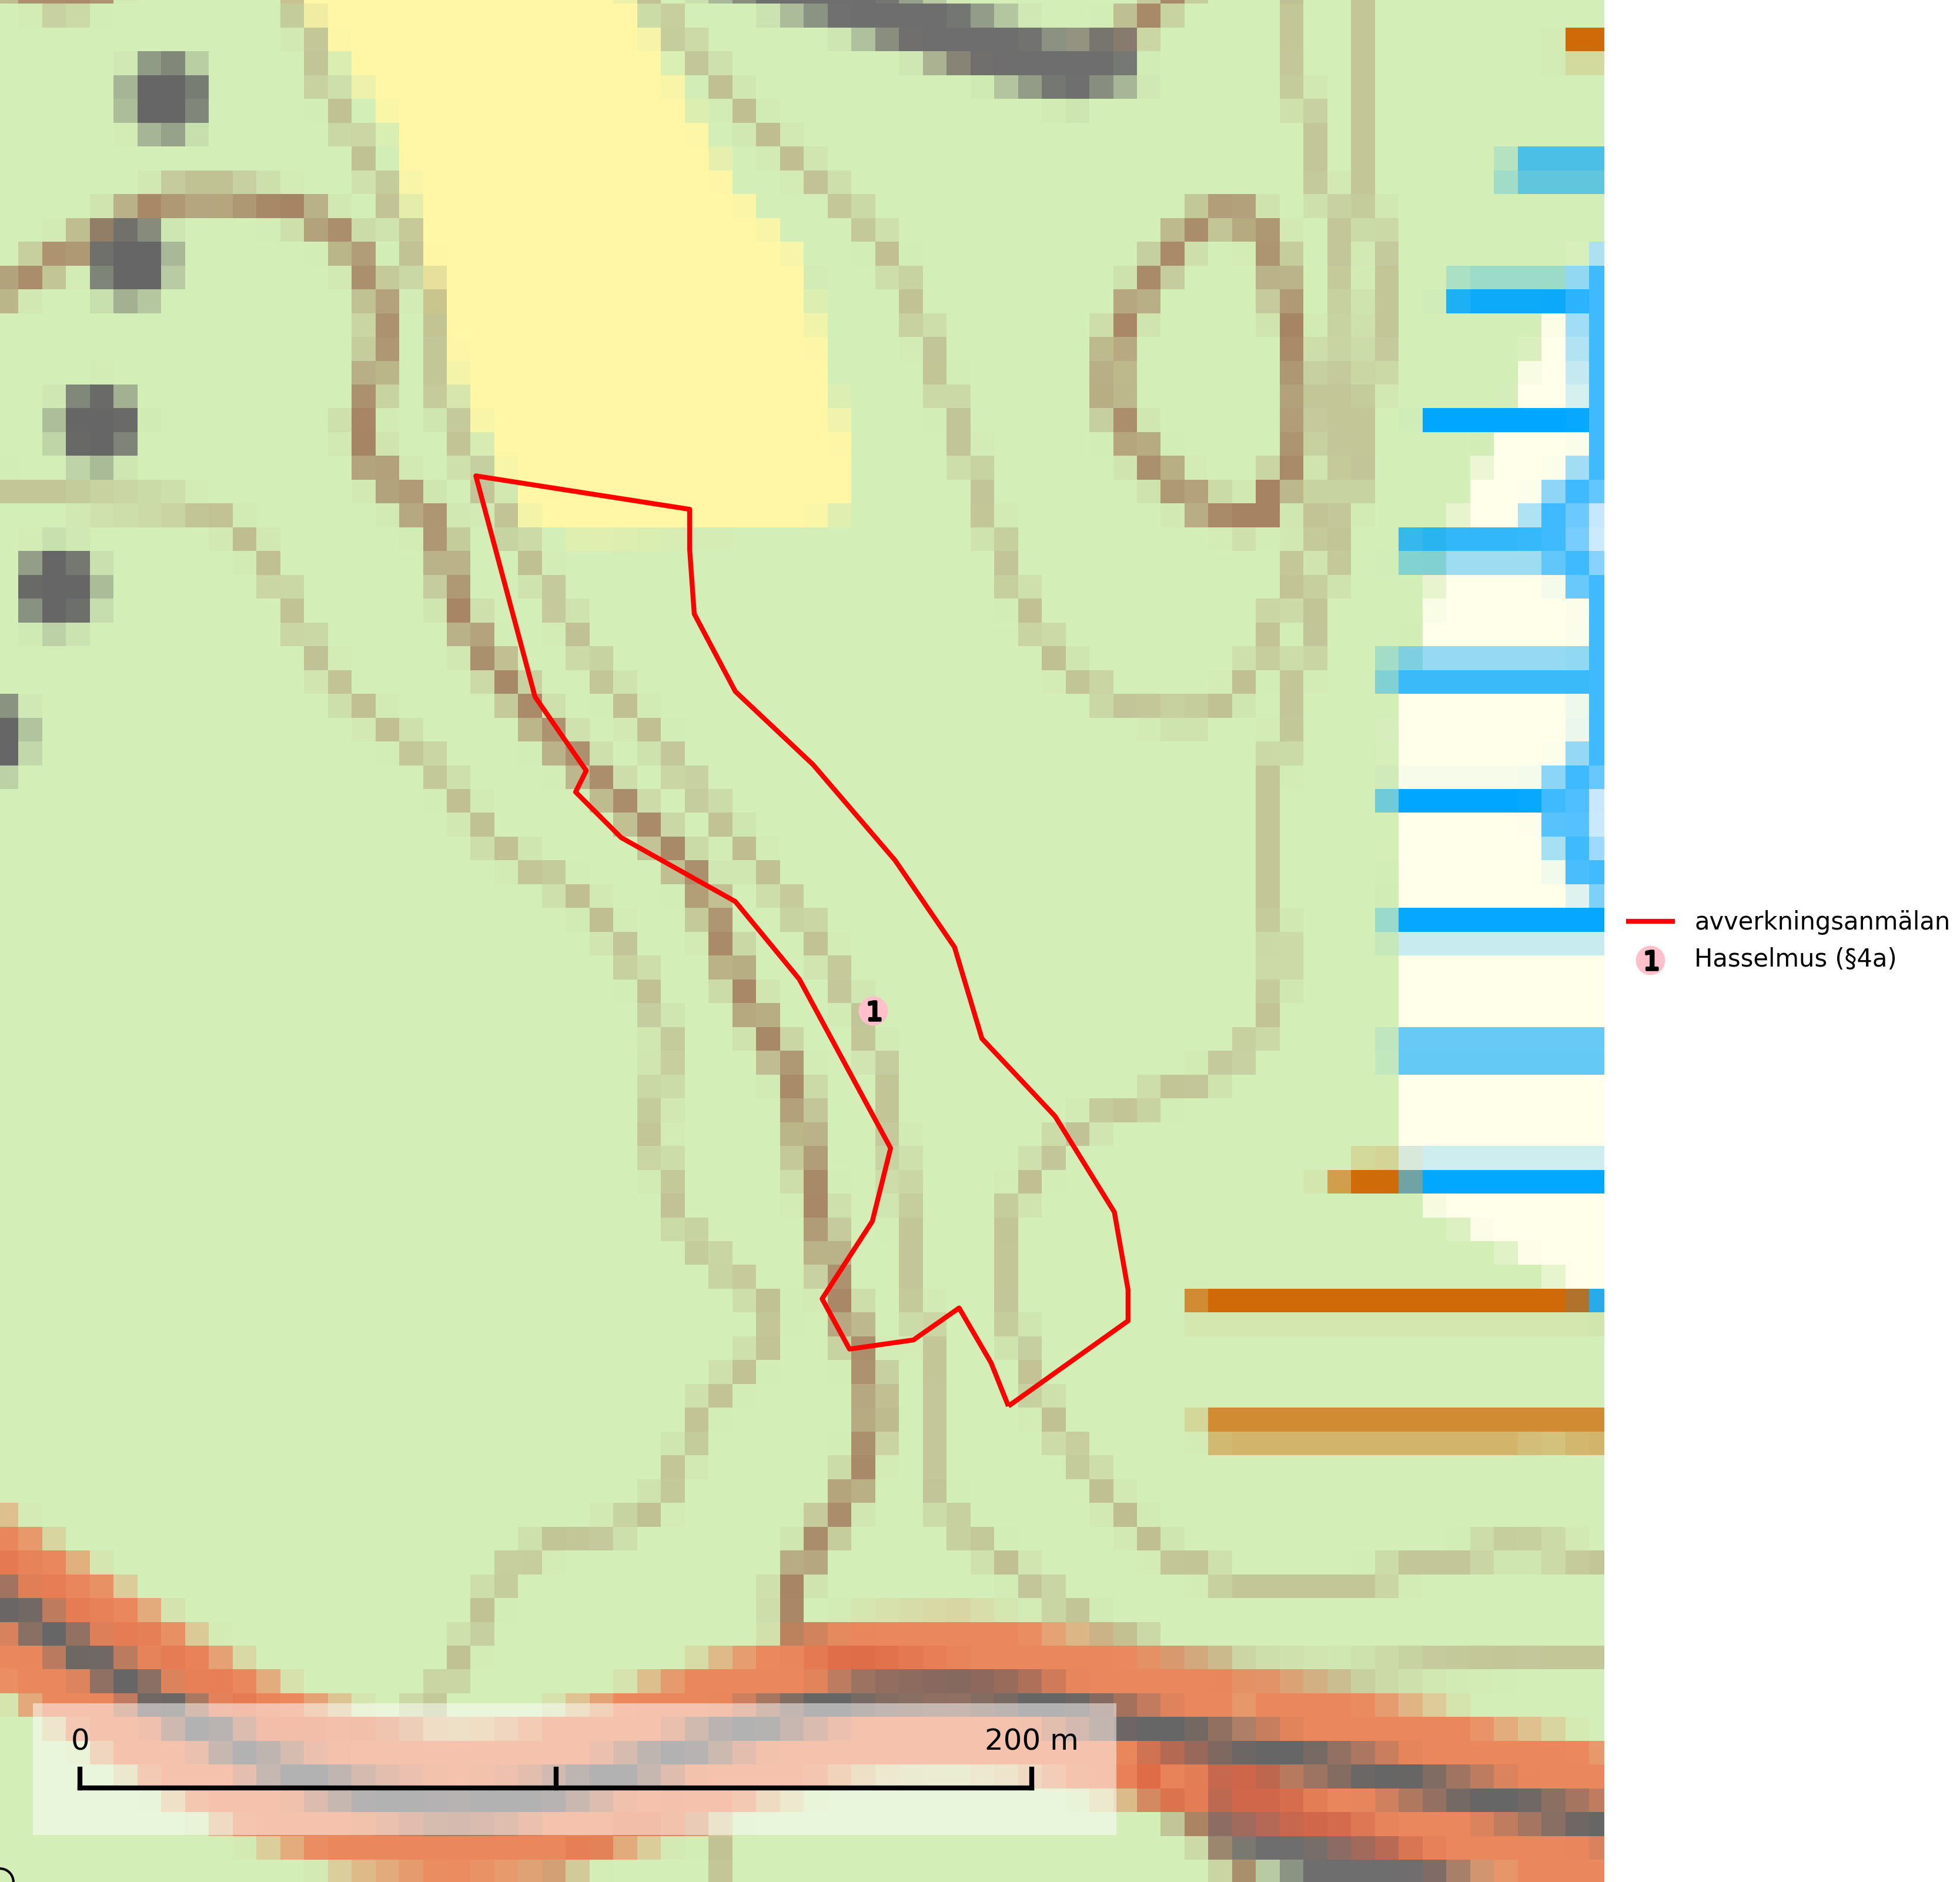 1
avverkningsanmälan
1 Hasselmus (§4a)
0 200 m